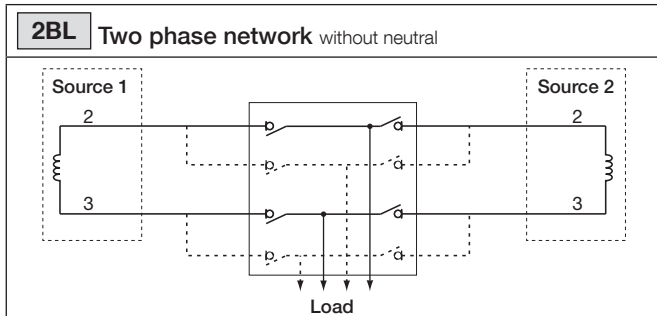 2BL Two phase network without neutral
Source 1 Source 2
2 2
3 3
Load